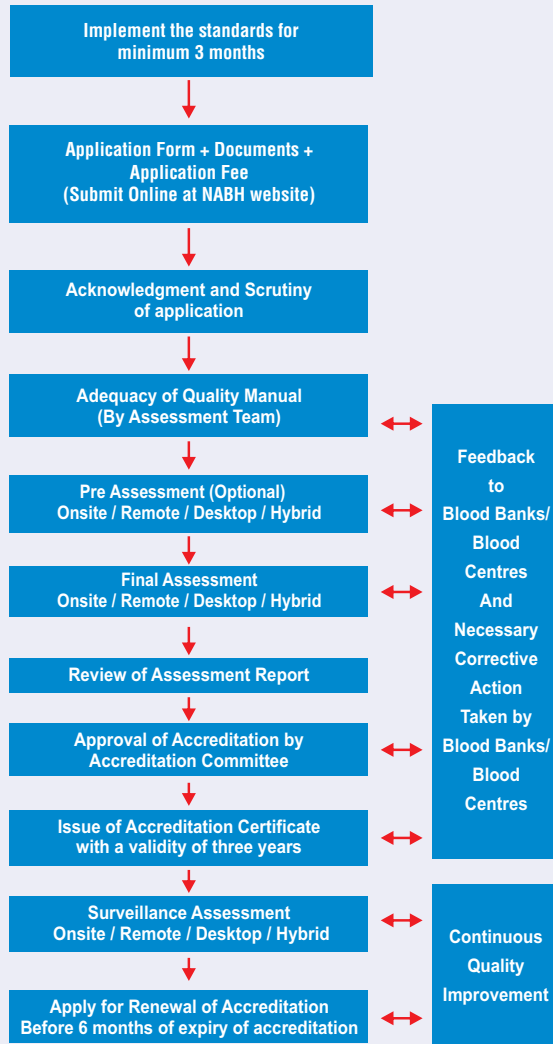 Implement the standards for
minimum 3 months
Application Form + Documents +
Application Fee
(Submit Online at NABH website)
Acknowledgment and Scrutiny
of application
Adequacy of Quality Manual
(By Assessment Team)
Pre Assessment (Optional)
Onsite / Remote / Desktop / Hybrid
Final Assessment
Onsite / Remote / Desktop / Hybrid
Review of Assessment Report
Approval of Accreditation by
Accreditation Committee
Issue of Accreditation Certificate
with a validity of three years
Feedback
to
Blood Banks/
Blood
Centres
And
Necessary
Corrective
Action
Taken by
Blood Banks/
Blood
Centres
Surveillance Assessment
Onsite / Remote / Desktop / Hybrid
Apply for Renewal of Accreditation
Before 6 months of expiry of accreditation
Continuous
Quality
Improvement